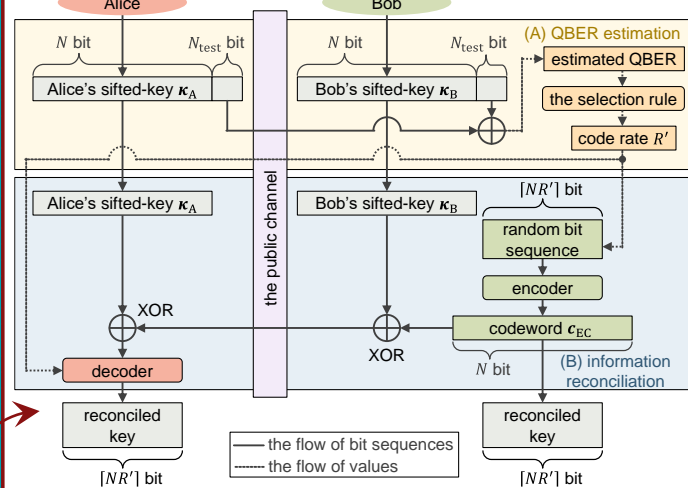 Alice
Bob
(A) QBER estimation
N bit
N_test bit
N bit
N_test bit
estimated QBER
Alice's sifted-key κ_A
Bob's sifted-key κ_B
the selection rule
code rate R′
the public channel
⌈NR′⌉ bit
Alice's sifted-key κ_A
Bob's sifted-key κ_B
random bit
sequence
encoder
XOR
codeword c_EC
XOR
N bit
(B) information
reconciliation
decoder
reconciled
key
reconciled
key
the flow of bit sequences
the flow of values
⌈NR′⌉ bit
⌈NR′⌉ bit